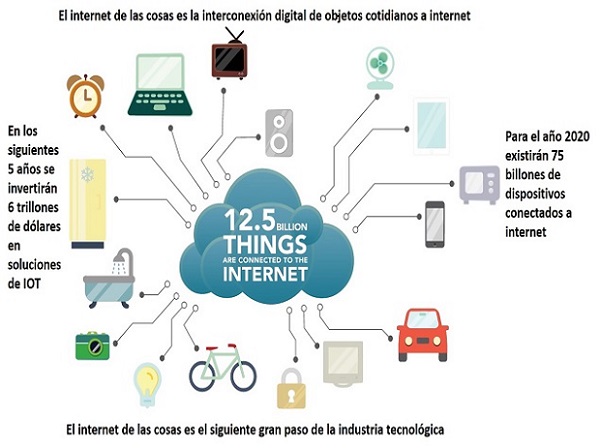 El internet de las cosas es la interconexión digital de objetos cotidianos a internet
En los
siguientes
5 años se
invertirán
6 trillones
de dólares
en
soluciones
de IOT
12.5 BILLION
THINGS
ARE CONNECTED TO THE
INTERNET
Para el año 2020
existirán 75
billones de
dispositivos
conectados a
internet
El internet de las cosas es el siguiente gran paso de la industria tecnológica